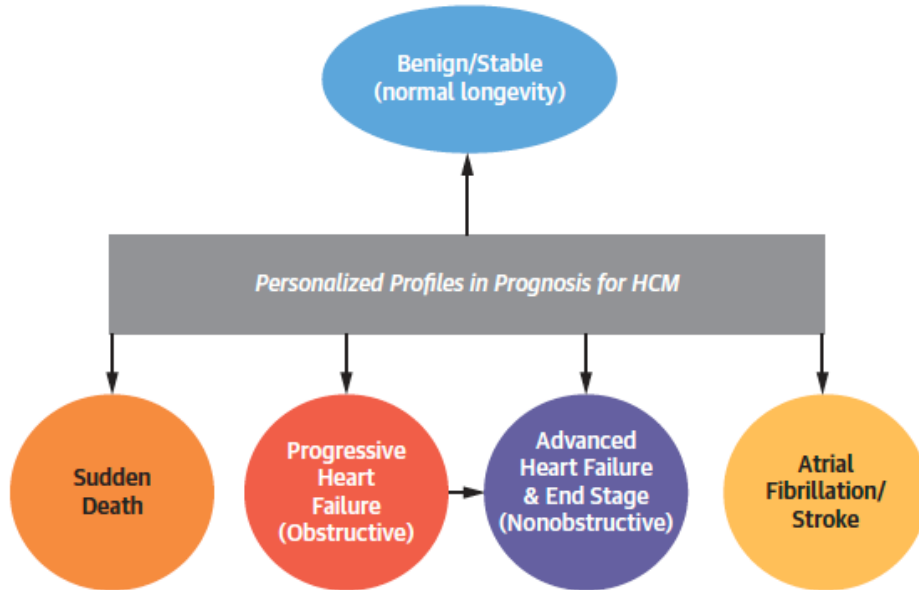 Benign/Stable
(normal longevity)
Personalized Profiles in Prognosis for HCM
Sudden
Death
Progressive
Heart
Failure
(Obstructive)
Advanced
Heart Failure
& End Stage
(Nonobstructive)
Atrial
Fibrillation/
Stroke